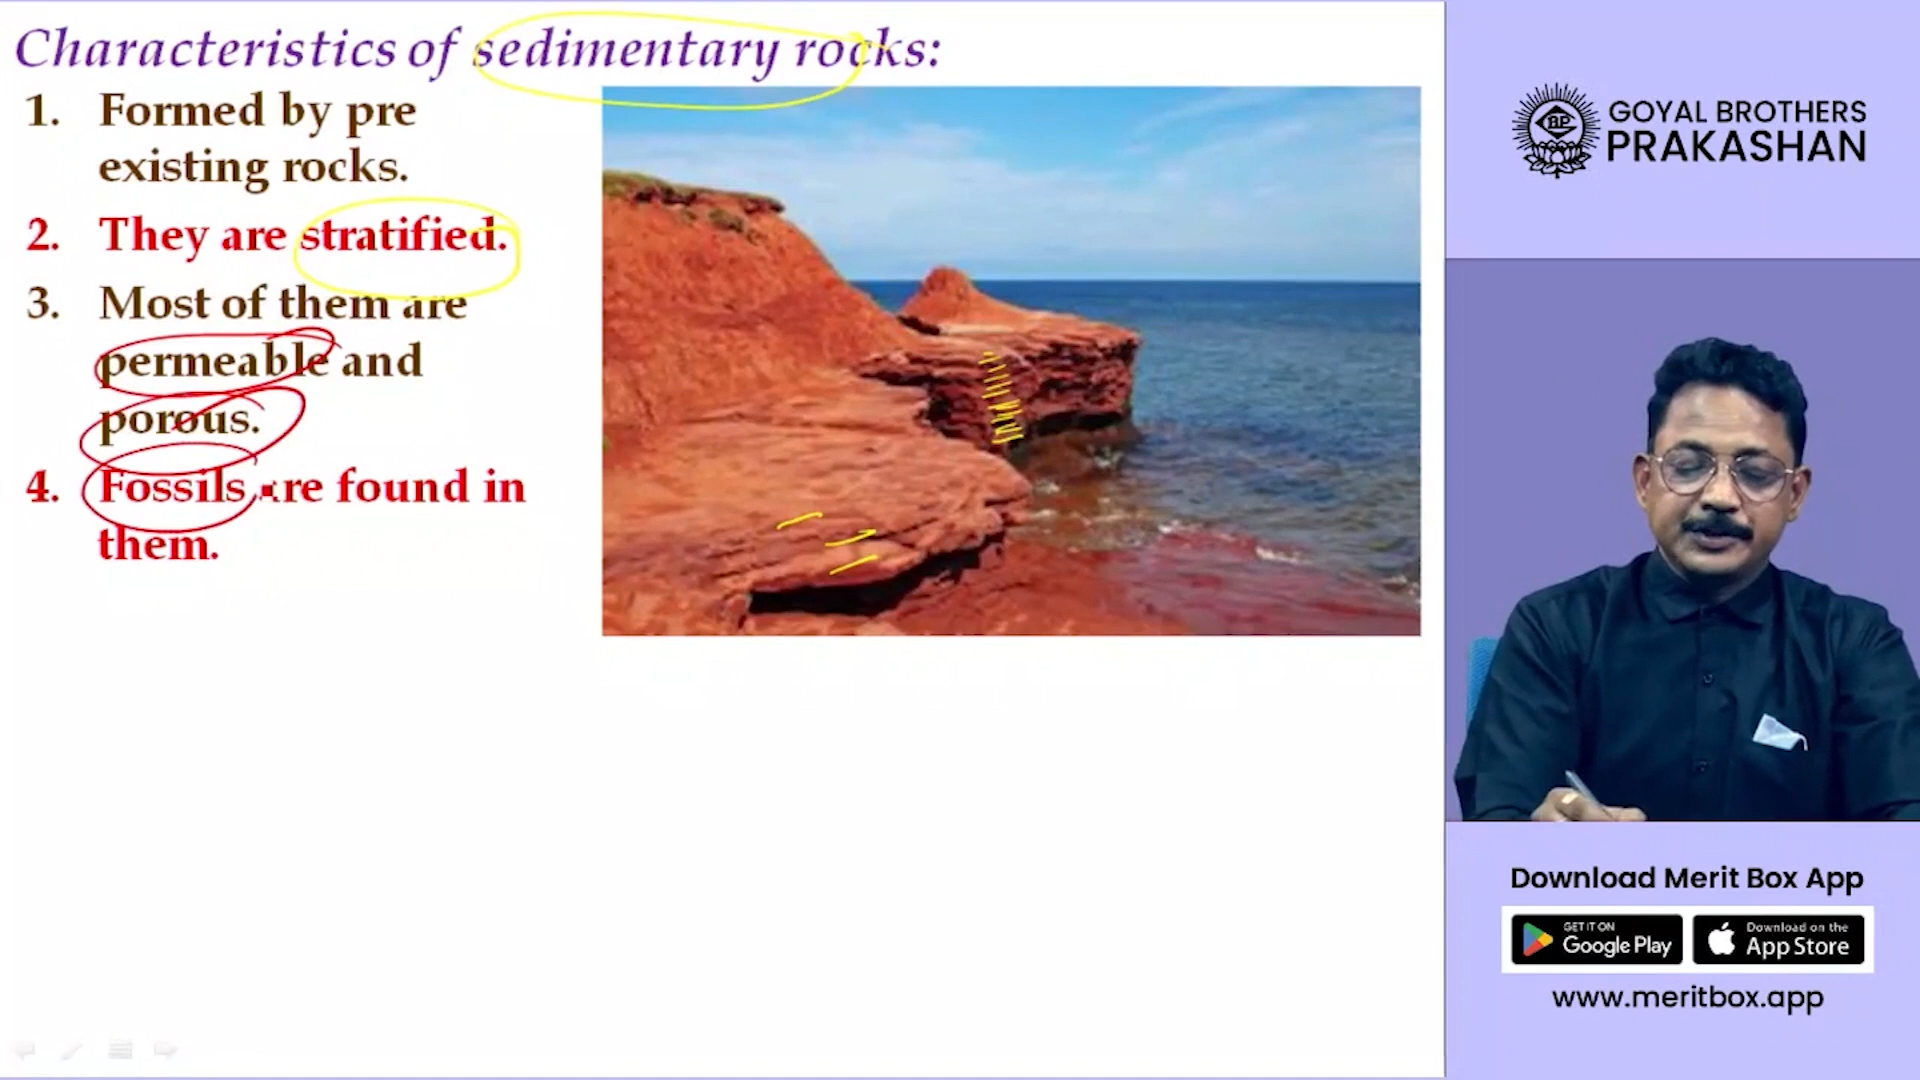 Characteristics of sedimentary rocks:
1. Formed by pre
existing rocks.
2. They are stratified.
3. Most of them are
permeable and
porous.
4. Fossils are found in
them.
GOYAL BROTHERS
PRAKASHAN
Download Merit Box App
GET IT ON
Google Play
Download on the
App Store
www.meritbox.app